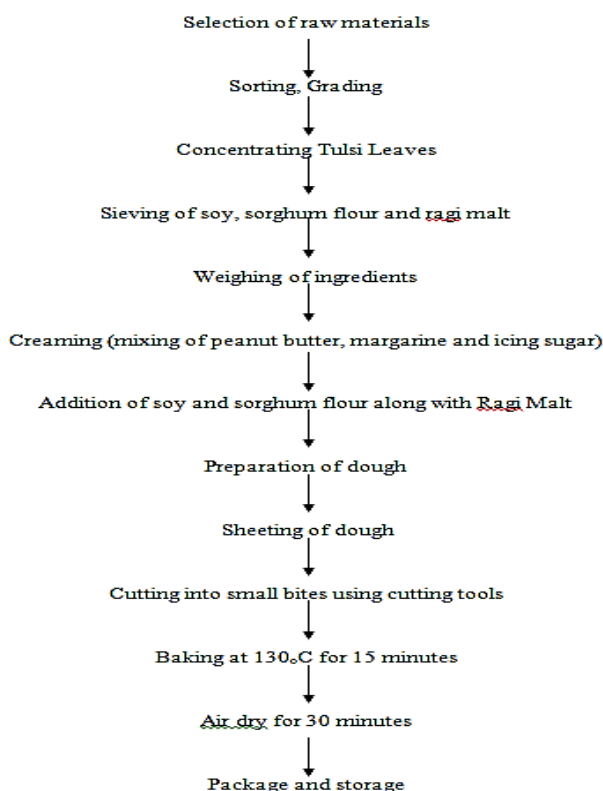 Selection of raw materials
Sorting, Grading
Concentrating Tulsi Leaves
Sieving of soy, sorghum flour and ragi malt
Weighing of ingredients
Creaming (mixing of peanut butter, margarine and icing sugar)
Addition of soy and sorghum flour along with Ragi Malt
Preparation of dough
Sheeting of dough
Cutting into small bites using cutting tools
Baking at 130oC for 15 minutes
Air dry for 30 minutes
Package and storage